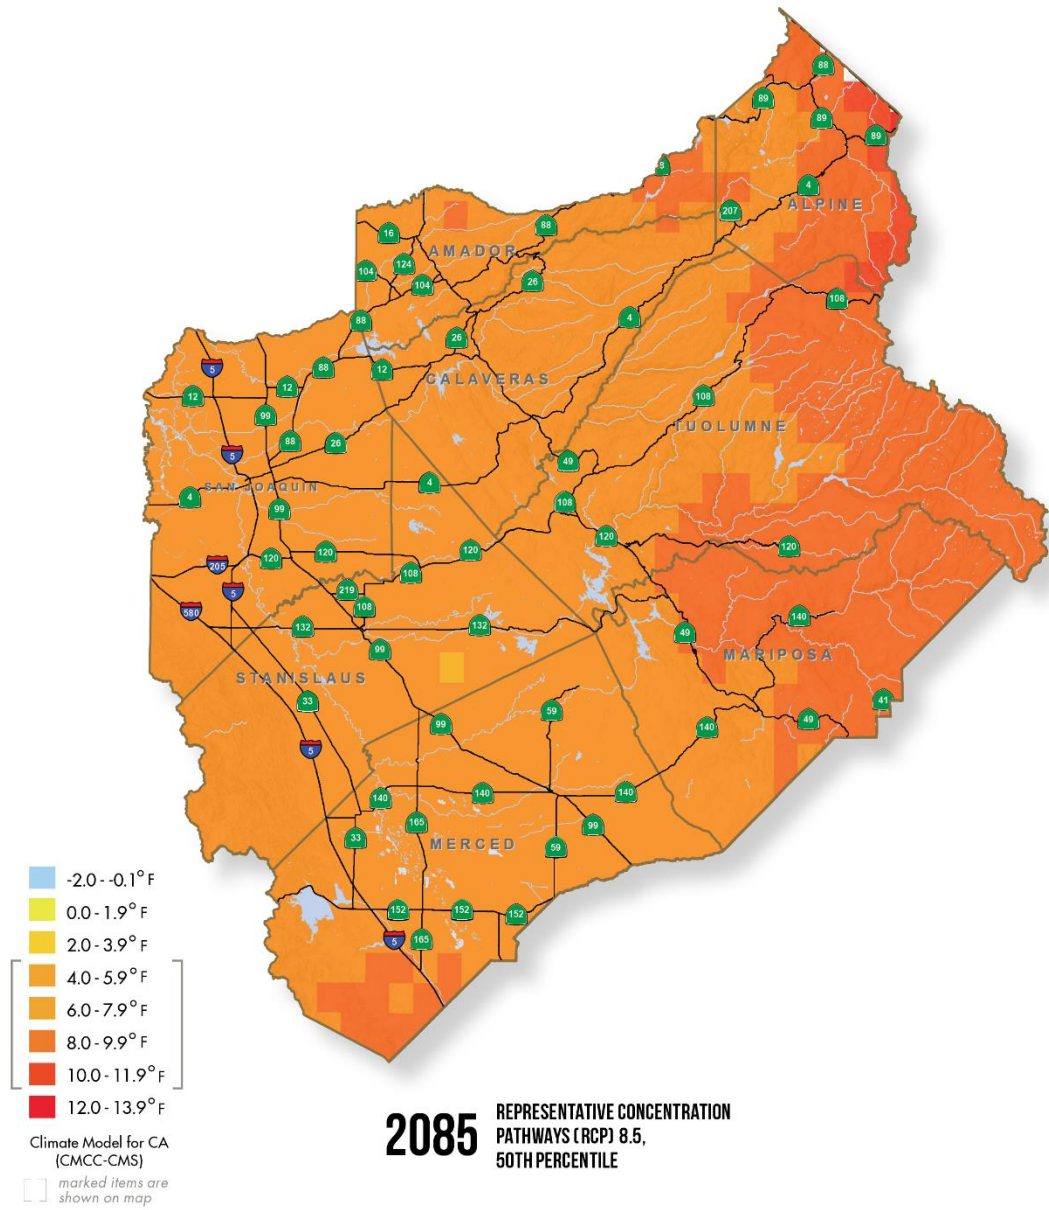 88
89
89
89
8
4
ALPINE
207
16
88
AMADOR
124
104
104
26
108
88
4
26
5
88
12
CALAVERAS
12
12
108
99
TUOLUMNE
88
26
5
49
4
SAN JOAQUIN
4
108
99
120
120
120
120
120
205
108
5
219
580
108
140
132
132
49
99
MARIPOSA
STANISLAUS
33
41
59
49
99
140
5
140
140
140
165
99
33
MERCED
59
152
152
152
5
165
-2.0 - -0.1° F
0.0 - 1.9° F
2.0 - 3.9° F
4.0 - 5.9° F
6.0 - 7.9° F
8.0 - 9.9° F
10.0 - 11.9° F
12.0 - 13.9° F
Climate Model for CA
(CMCC-CMS)
marked items are
shown on map
2085
REPRESENTATIVE CONCENTRATION
PATHWAYS (RCP) 8.5,
50TH PERCENTILE